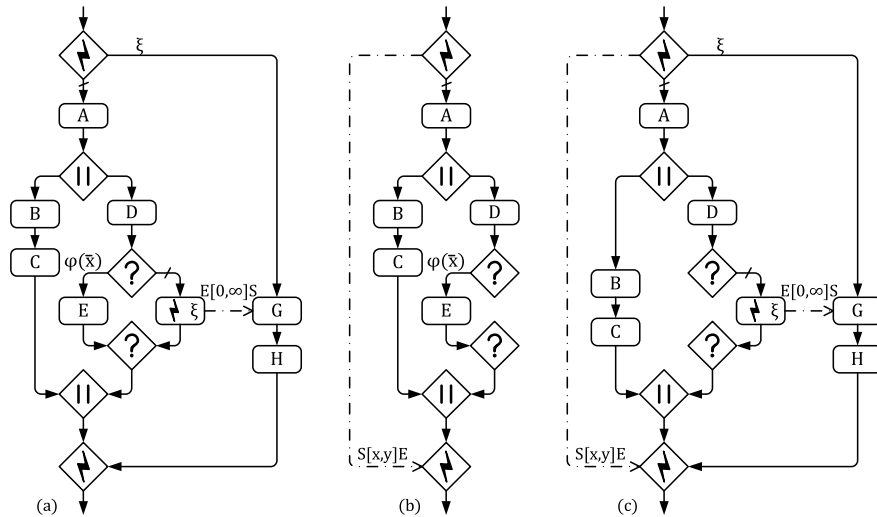 ξ
ξ
A
A
A
||
||
||
B
D
B
D
D
C
φ(x̄)
?
C
φ(x̄)
?
?
E
ξ
E[0,∞]S
G
E
B
ξ
E[0,∞]S
G
?
H
?
C
?
H
||
||
||
S[x,y]E
S[x,y]E
(a)
(b)
(c)